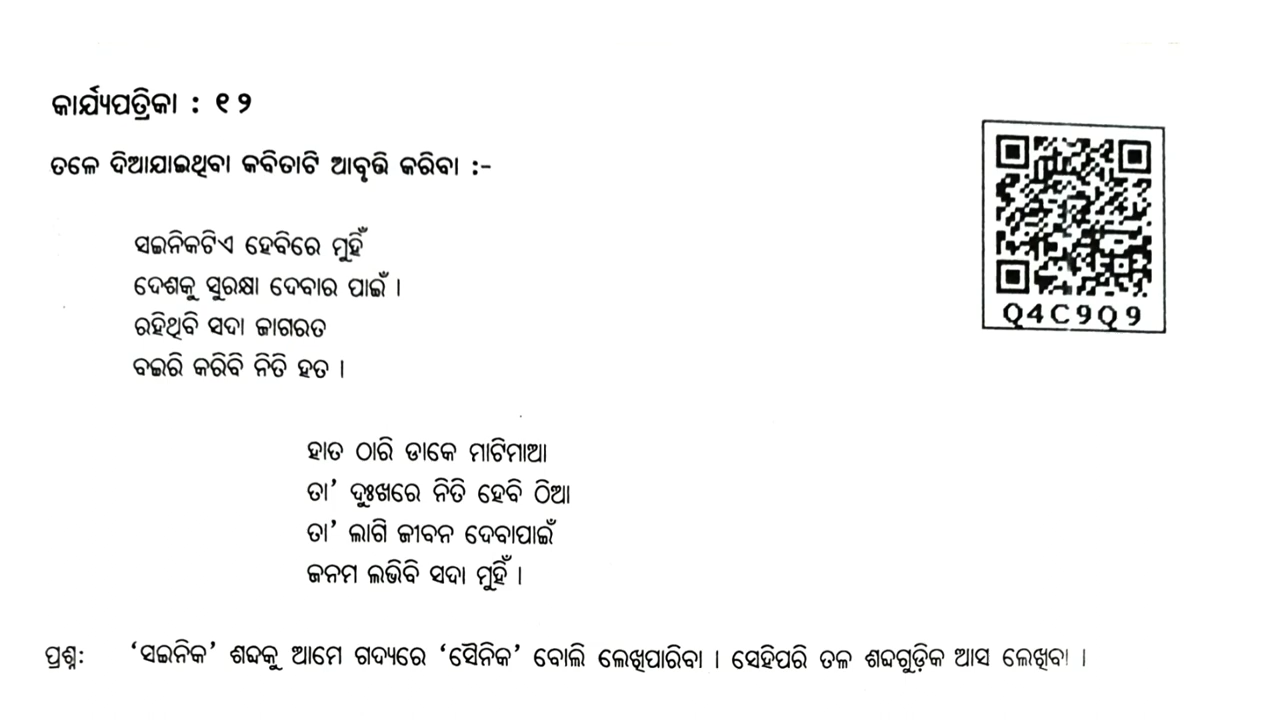 କାର୍ଯ୍ୟପତ୍ରିକା : ୧୨
ତଳେ ଦିଆଯାଇଥିବା କବିତାଟି ଆବୃତ୍ତି କରିବା :-
ସଇନିକଟିଏ ହେବିରେ ମୁହିଁ
ଦେଶକୁ ସୁରକ୍ଷା ଦେବାର ପାଇଁ ।
ରହିଥିବି ସଦା ଜାଗରତ
ବଇରି କରିବି ନିତି ହତ ।
ହାତ ଠାରି ଡାକେ ମାଟିମାଆ
ତା’ ଦୁଃଖରେ ନିତି ହେବି ଠିଆ
ତା’ ଲାଗି ଜୀବନ ଦେବାପାଇଁ
ଜନମ ଲଭିବି ସଦା ମୁହିଁ ।
ପ୍ରଶ୍ନ: ‘ସଇନିକ’ ଶବ୍ଦକୁ ଆମେ ଗଦ୍ୟରେ ‘ସୈନିକ’ ବୋଲି ଲେଖିପାରିବା । ସେହିପରି ତଳ ଶବ୍ଦଗୁଡ଼ିକ ଆସ ଲେଖିବା ।
Q4C9Q9